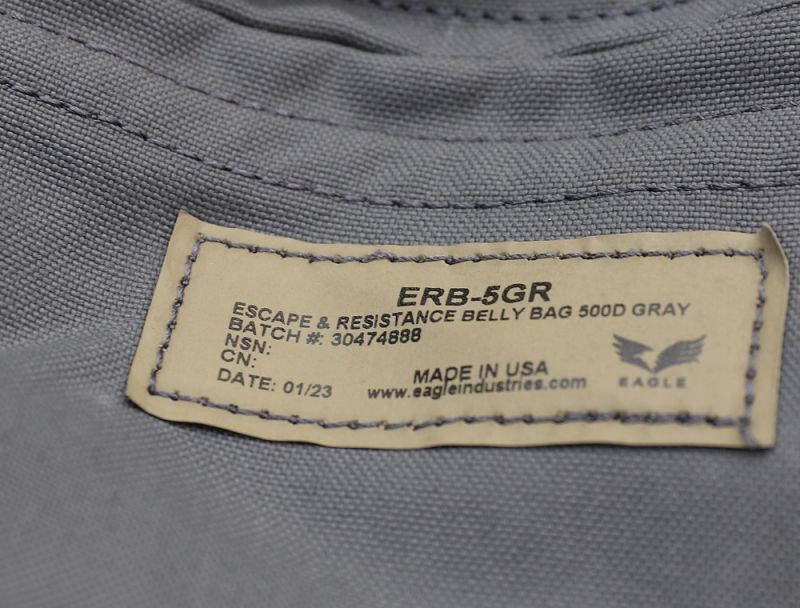 ERB-5GR
ESCAPE & RESISTANCE BELLY BAG 500D GRAY
BATCH #: 30474888
NSN:
CN:
DATE: 01/23
MADE IN USA
www.eagleindustries.com
EAGLE